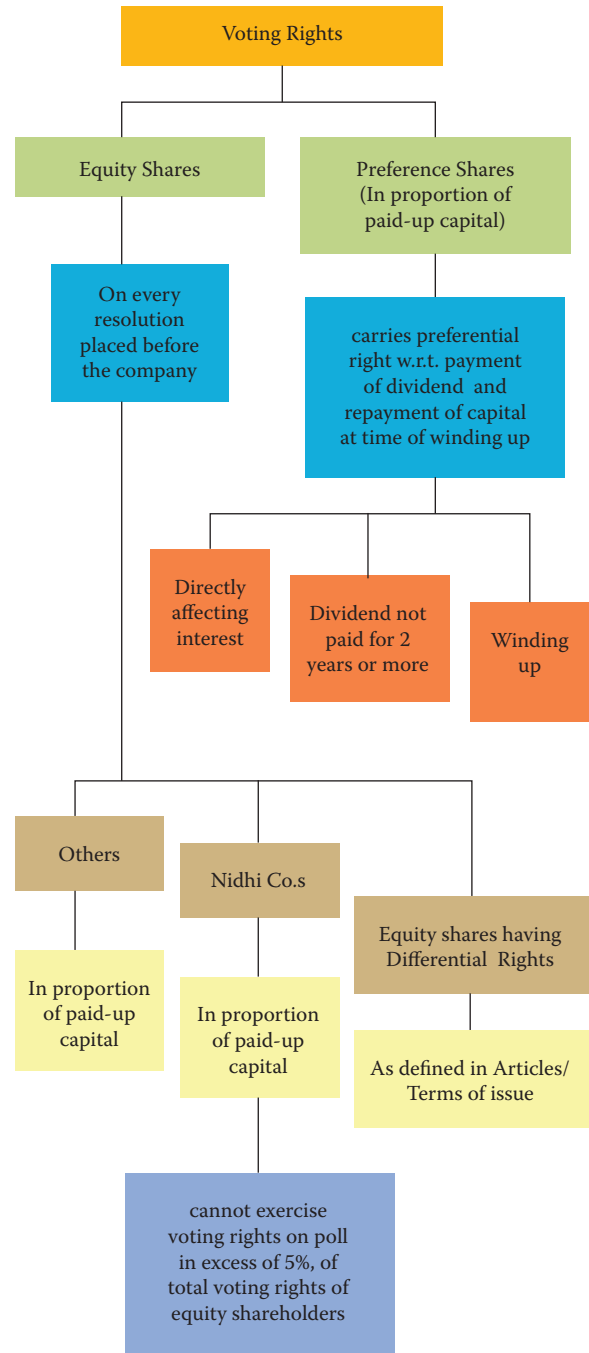 Voting Rights
Equity Shares
Preference Shares
(In proportion of
paid-up capital)
On every
resolution
placed before
the company
carries preferential
right w.r.t. payment
of dividend and
repayment of capital
at time of winding up
Directly
affecting
interest
Dividend not
paid for 2
years or more
Winding
up
Others
Nidhi Co.s
Equity shares having
Differential Rights
In proportion
of paid-up
capital
In proportion
of paid-up
capital
As defined in Articles/
Terms of issue
cannot exercise
voting rights on poll
in excess of 5%, of
total voting rights of
equity shareholders